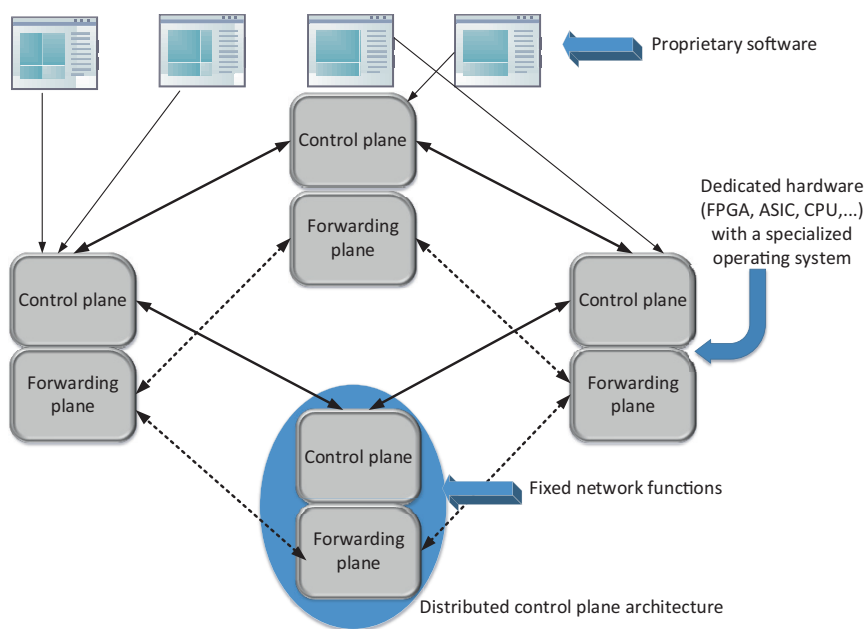 Proprietary software
Control plane
Forwarding
plane
Dedicated hardware
(FPGA, ASIC, CPU,...)
with a specialized
operating system
Control plane
Forwarding
plane
Control plane
Forwarding
plane
Control plane
Forwarding
plane
Fixed network functions
Distributed control plane architecture